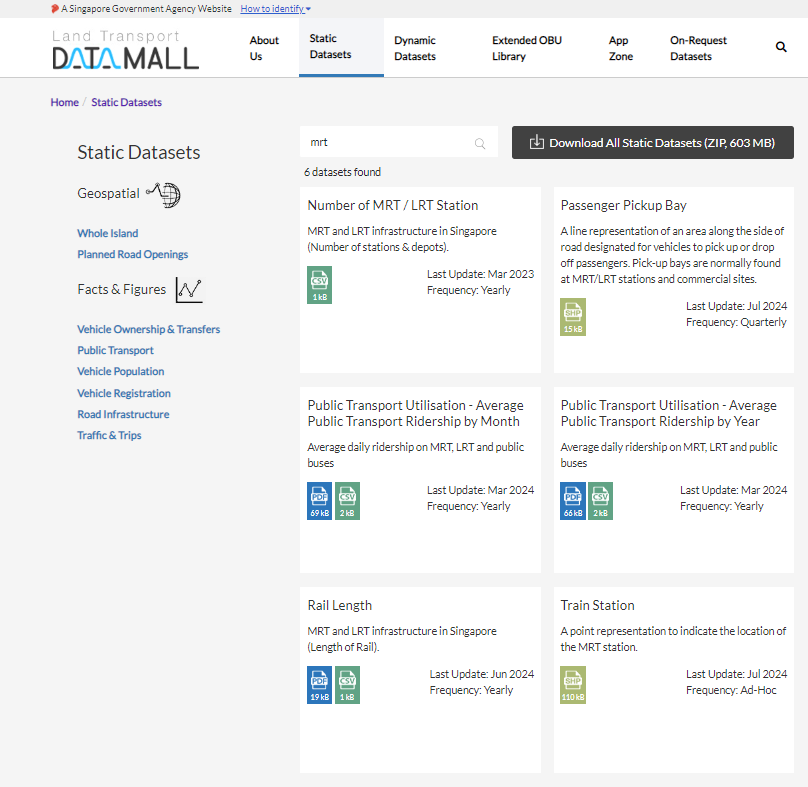 A Singapore Government Agency Website How to identify
Land Transport
DATAMALL
About
Us
Static
Datasets
Dynamic
Datasets
Extended OBU
Library
App
Zone
On-Request
Datasets
Home / Static Datasets
Static Datasets
Geospatial
Whole Island
Planned Road Openings
Facts & Figures
Vehicle Ownership & Transfers
Public Transport
Vehicle Population
Vehicle Registration
Road Infrastructure
Traffic & Trips
mrt
Download All Static Datasets (ZIP, 603 MB)
6 datasets found
Number of MRT / LRT Station
MRT and LRT infrastructure in Singapore
(Number of stations & depots).
CSV
1 kB
Last Update: Mar 2023
Frequency: Yearly
Passenger Pickup Bay
A line representation of an area along the side of
road designated for vehicles to pick up or drop
off passengers. Pick-up bays are normally found
at MRT/LRT stations and commercial sites.
SHP
15 kB
Last Update: Jul 2024
Frequency: Quarterly
Public Transport Utilisation - Average
Public Transport Ridership by Month
Average daily ridership on MRT, LRT and public
buses
PDF
69 kB
CSV
2 kB
Last Update: Mar 2024
Frequency: Yearly
Public Transport Utilisation - Average
Public Transport Ridership by Year
Average daily ridership on MRT, LRT and public
buses
PDF
66 kB
CSV
2 kB
Last Update: Mar 2024
Frequency: Yearly
Rail Length
MRT and LRT infrastructure in Singapore
(Length of Rail).
PDF
19 kB
CSV
1 kB
Last Update: Jun 2024
Frequency: Yearly
Train Station
A point representation to indicate the location of
the MRT station.
SHP
110 kB
Last Update: Jul 2024
Frequency: Ad-Hoc